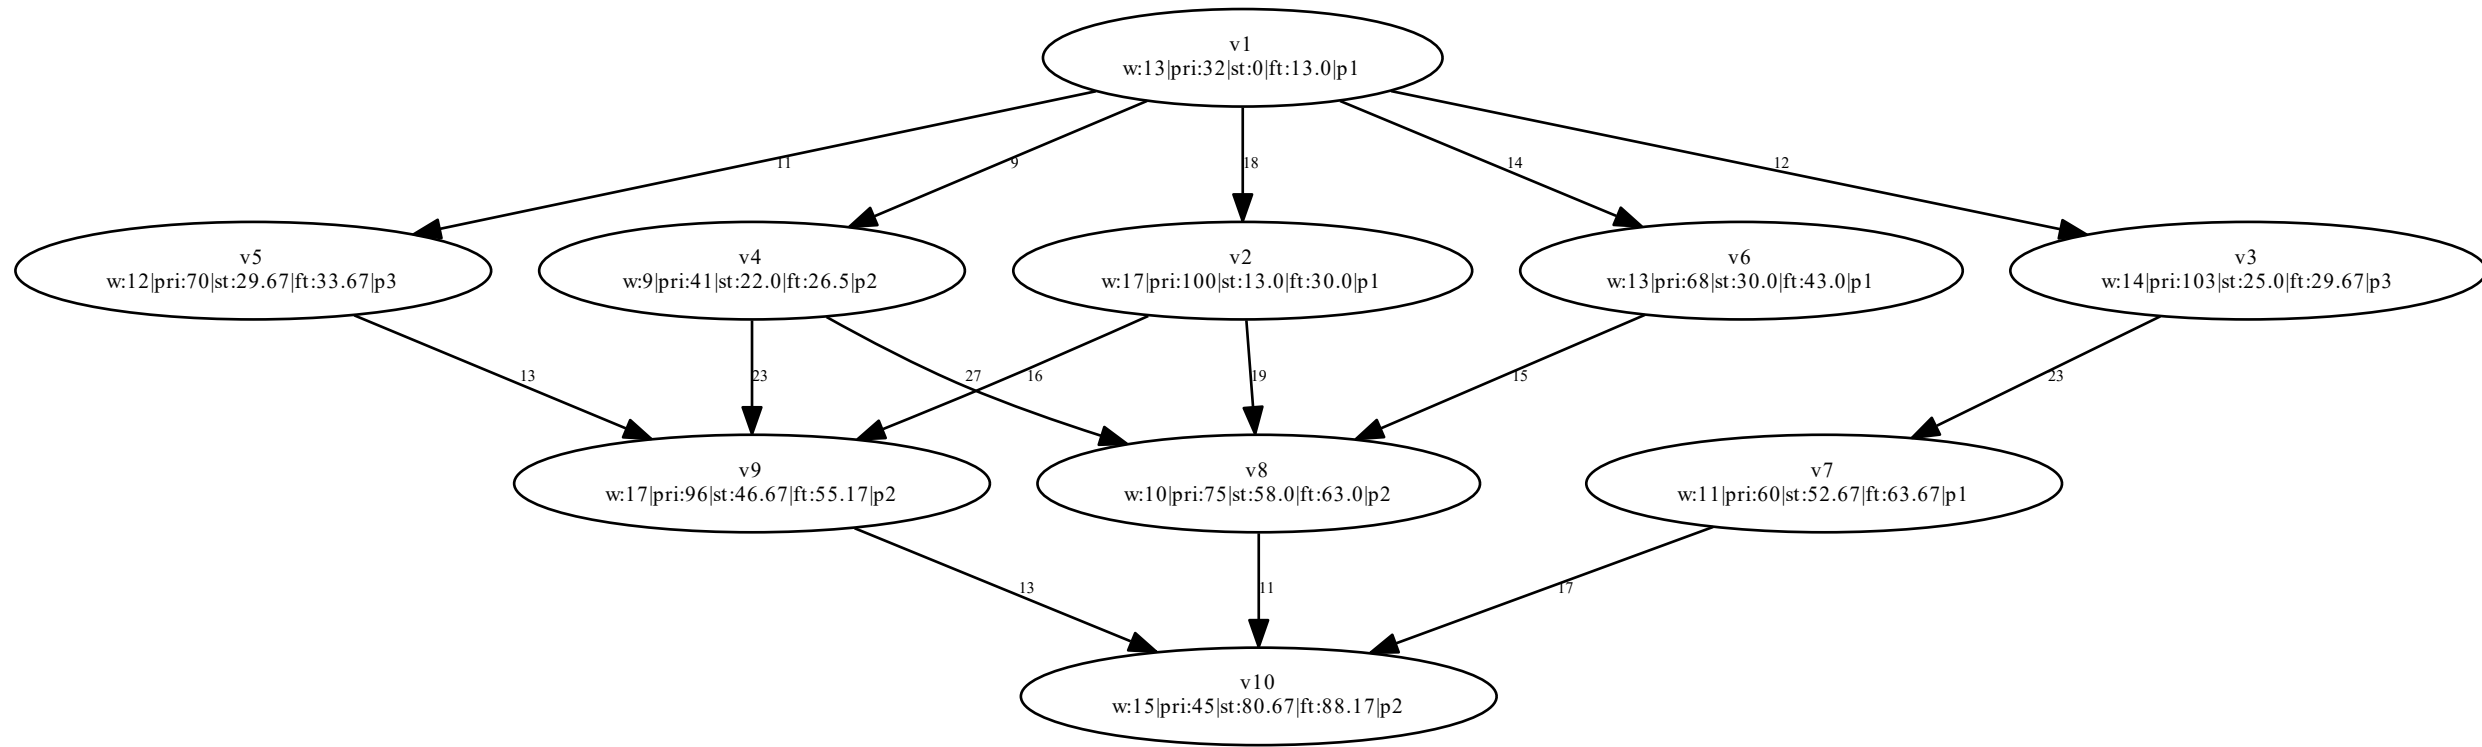 v1
w:13|pri:32|st:0|ft:13.0|p1
11
9
18
14
12
v5
w:12|pri:70|st:29.67|ft:33.67|p3
v4
w:9|pri:41|st:22.0|ft:26.5|p2
v2
w:17|pri:100|st:13.0|ft:30.0|p1
v6
w:13|pri:68|st:30.0|ft:43.0|p1
v3
w:14|pri:103|st:25.0|ft:29.67|p3
13
23
27
16
19
15
23
v9
w:17|pri:96|st:46.67|ft:55.17|p2
v8
w:10|pri:75|st:58.0|ft:63.0|p2
v7
w:11|pri:60|st:52.67|ft:63.67|p1
13
11
17
v10
w:15|pri:45|st:80.67|ft:88.17|p2